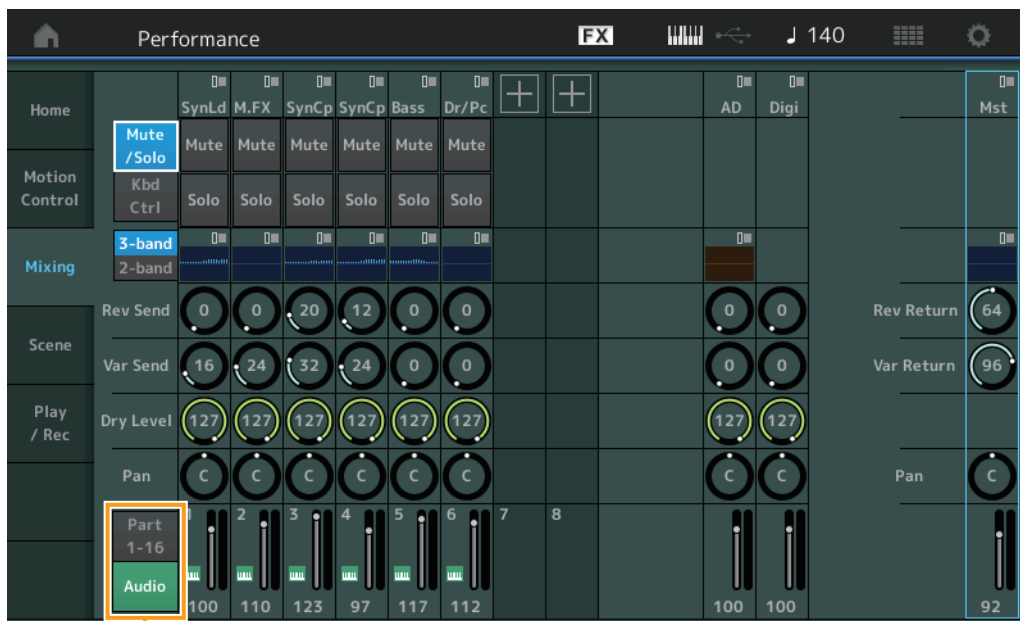 Performance FX 140
Home
SynLd M.FX SynCp SynCp Bass Dr/Pc AD Digi Mst
Mute
/Solo
Mute Mute Mute Mute Mute Mute
Motion
Control
Kbd
Ctrl
Solo Solo Solo Solo Solo Solo
Mixing
3-band
2-band
Rev Send 0 0 20 12 0 0 0 0 Rev Return 64
Scene
Var Send 16 24 32 24 0 0 0 0 Var Return 96
Play
/ Rec
Dry Level 127 127 127 127 127 127 127 127
Pan C C C C C C C C Pan C
Part
1-16
1 2 3 4 5 6 7 8
Audio
100 110 123 97 117 112 100 100 92